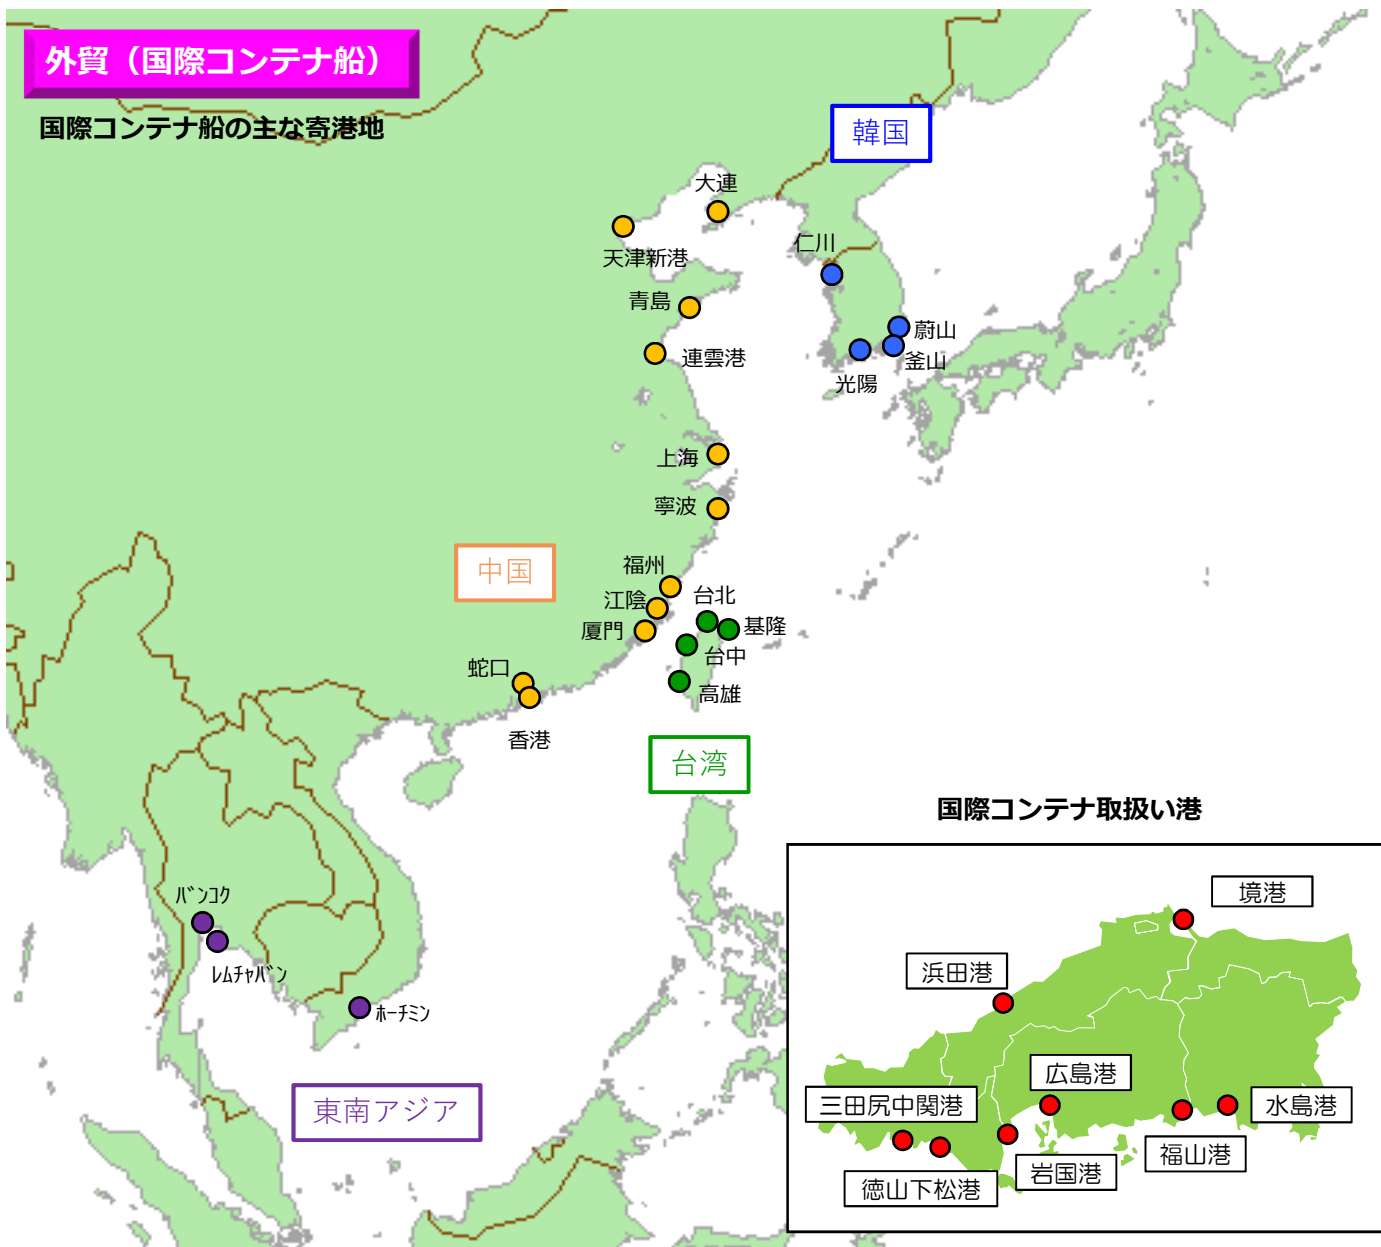 外貿（国際コンテナ船）
国際コンテナ船の主な寄港地
韓国
大連
天津新港
仁川
青島
蔚山
連雲港
釜山
光陽
上海
寧波
中国
福州
江陰
台北
厦門
基隆
台中
蛇口
高雄
香港
台湾
国際コンテナ取扱い港
ﾊﾞﾝｺｸ
境港
ﾚﾑﾁｬﾊﾞﾝ
浜田港
ﾎｰﾁﾐﾝ
広島港
東南アジア
三田尻中関港
水島港
福山港
岩国港
徳山下松港